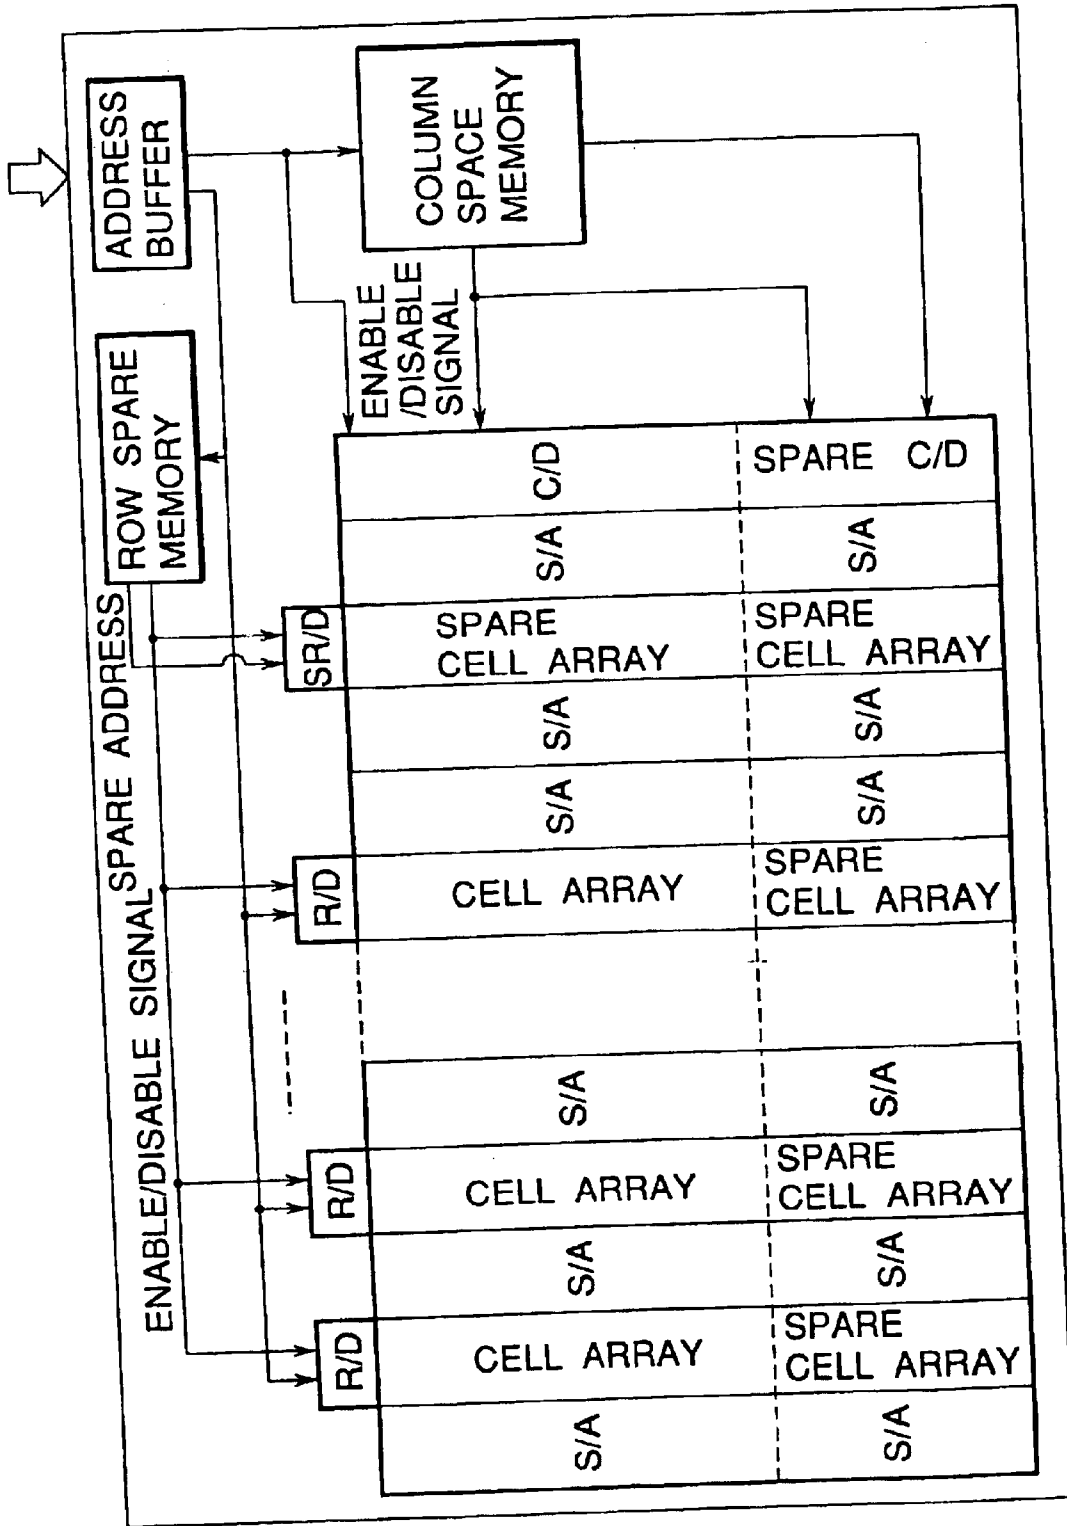 ADDRESS
BUFFER
COLUMN
SPACE
MEMORY
ROW SPARE
MEMORY
ENABLE
/DISABLE
SIGNAL
SPARE ADDRESS
ENABLE/DISABLE SIGNAL
C/D
SPARE C/D
S/A
S/A
SR/D
SPARE
CELL ARRAY
SPARE
CELL ARRAY
S/A
S/A
S/A
S/A
R/D
CELL ARRAY
SPARE
CELL ARRAY
S/A
S/A
R/D
CELL ARRAY
SPARE
CELL ARRAY
S/A
S/A
R/D
CELL ARRAY
SPARE
CELL ARRAY
S/A
S/A